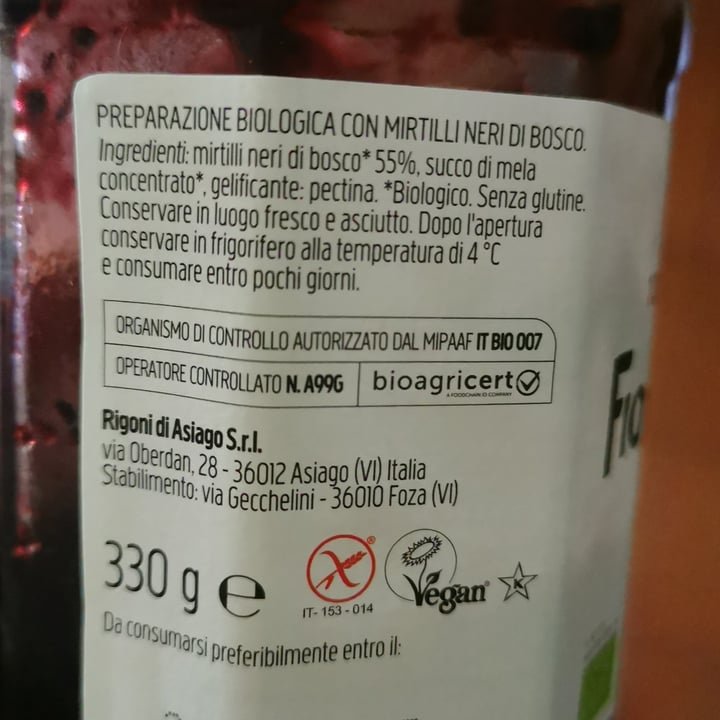 PREPARAZIONE BIOLOGICA CON MIRTILLI NERI DI BOSCO.
Ingredienti: mirtilli neri di bosco* 55%, succo di mela
concentrato*, gelificante: pectina. *Biologico. Senza glutine.
Conservare in luogo fresco e asciutto. Dopo l'apertura
conservare in frigorifero alla temperatura di 4 °C
e consumare entro pochi giorni.
ORGANISMO DI CONTROLLO AUTORIZZATO DAL MIPAAF IT BIO 007
OPERATORE CONTROLLATO N. A99G
bioagricert
A FOODCHAIN ID COMPANY
Rigoni di Asiago S.r.l.
via Oberdan, 28 - 36012 Asiago (VI) Italia
Stabilimento: via Gecchelini - 36010 Foza (VI)
330 g e
IT-153-014
Vegan
K
Da consumarsi preferibilmente entro il: